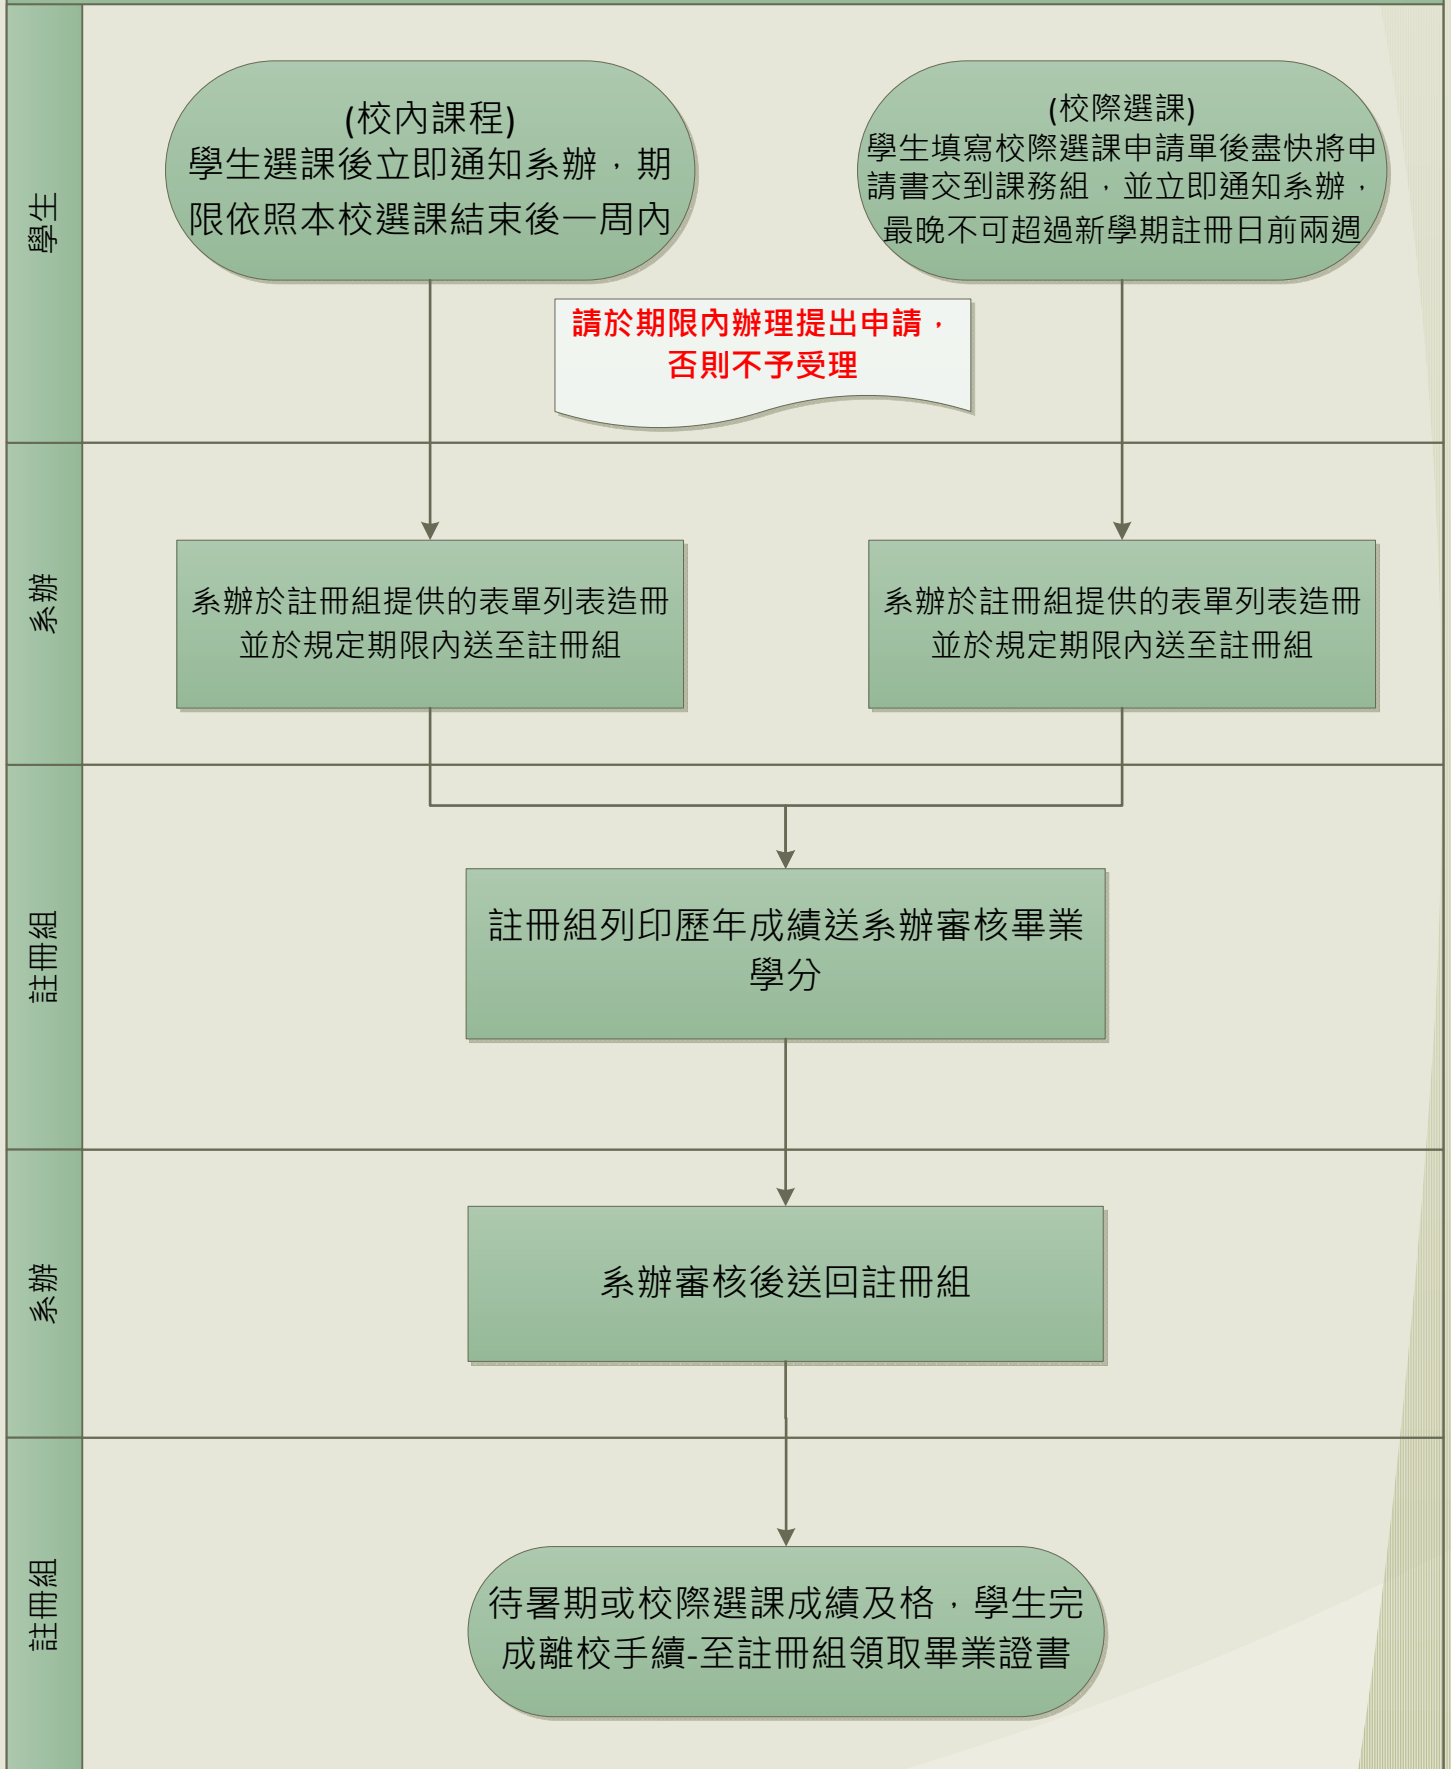 學生
(校內課程)
學生選課後立即通知系辦，期
限依照本校選課結束後一周內
(校際選課)
學生填寫校際選課申請單後盡快將申
請書交到課務組，並立即通知系辦，
最晚不可超過新學期註冊日前兩週
請於期限內辦理提出申請，
否則不予受理
系辦
系辦於註冊組提供的表單列表造冊
並於規定期限內送至註冊組
系辦於註冊組提供的表單列表造冊
並於規定期限內送至註冊組
註冊組
註冊組列印歷年成績送系辦審核畢業
學分
系辦
系辦審核後送回註冊組
註冊組
待暑期或校際選課成績及格，學生完
成離校手續-至註冊組領取畢業證書